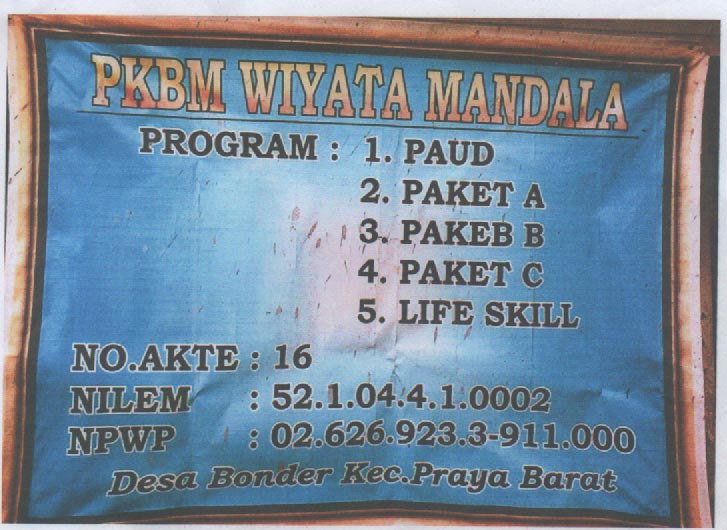 PKBM WIYATA MANDALA
PROGRAM : 1. PAUD
2. PAKET A
3. PAKEB B
4. PAKET C
5. LIFE SKILL
NO.AKTE : 16
NILEM : 52.1.04.4.1.0002
NPWP : 02.626.923.3-911.000
Desa Bonder Kec.Praya Barat